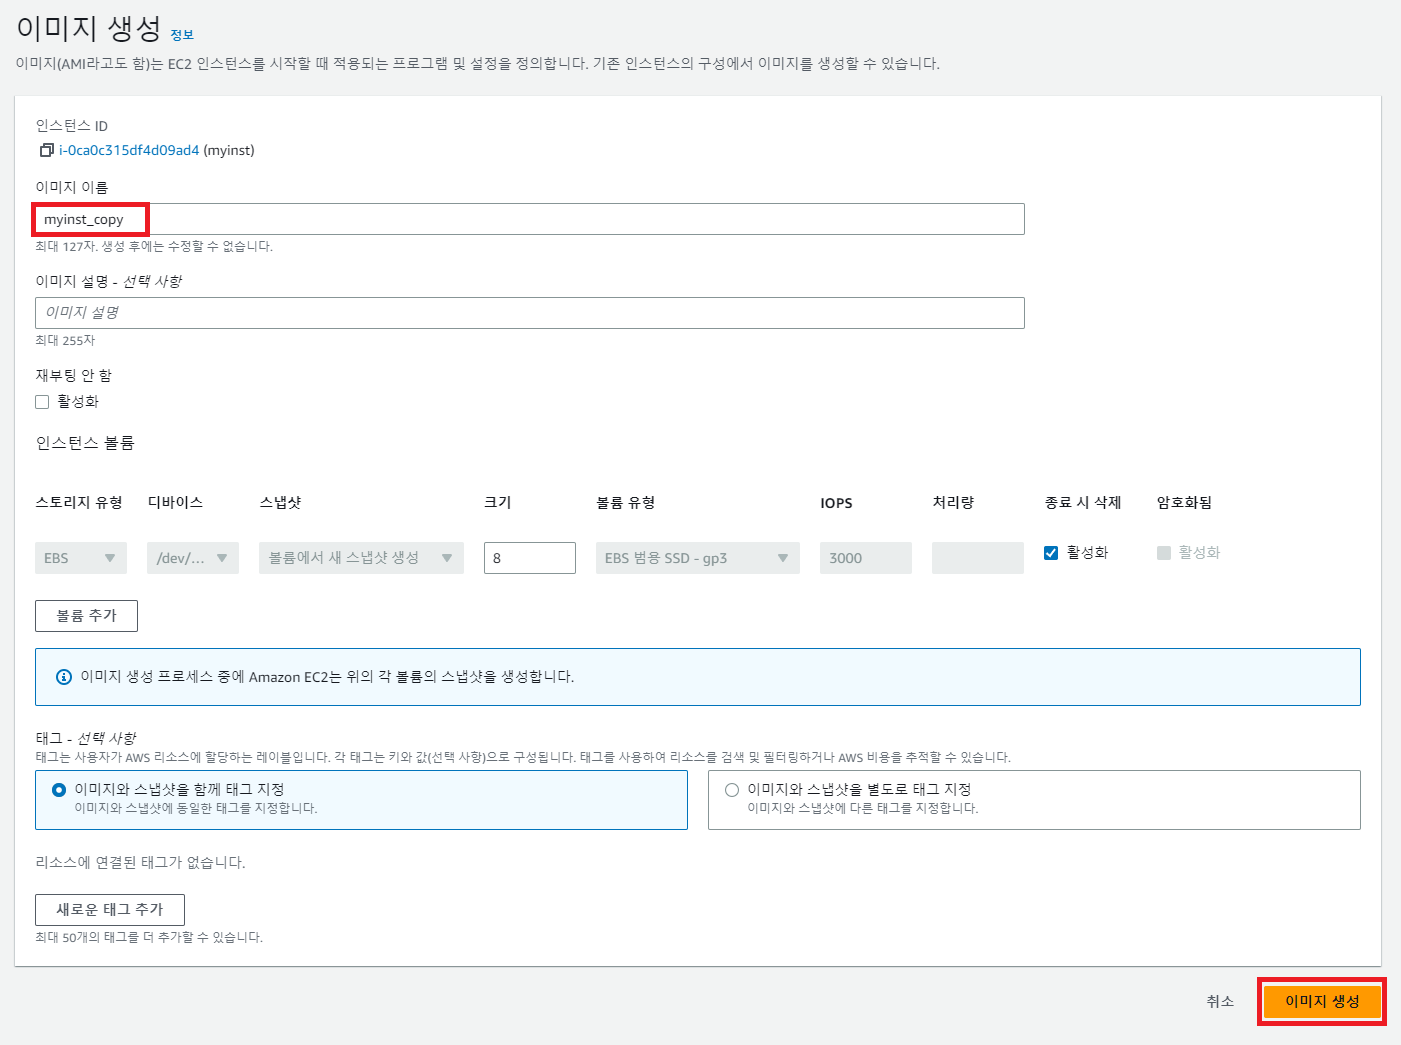 이미지 생성 정보
이미지(AMI라고도 함)는 EC2 인스턴스를 시작할 때 적용되는 프로그램 및 설정을 정의합니다. 기존 인스턴스의 구성에서 이미지를 생성할 수 있습니다.
인스턴스 ID
i-0ca0c315df4d09ad4 (myinst)
이미지 이름
myinst_copy
최대 127자. 생성 후에는 수정할 수 없습니다.
이미지 설명 - 선택 사항
이미지 설명
최대 255자
재부팅 안 함
활성화
인스턴스 볼륨
스토리지 유형 디바이스 스냅샷 크기 볼륨 유형 IOPS 처리량 종료 시 삭제 암호화됨
EBS /dev/... 볼륨에서 새 스냅샷 생성 8 EBS 범용 SSD - gp3 3000 활성화 활성화
볼륨 추가
이미지 생성 프로세스 중에 Amazon EC2는 위의 각 볼륨의 스냅샷을 생성합니다.
태그 - 선택 사항
태그는 사용자가 AWS 리소스에 할당하는 레이블입니다. 각 태그는 키와 값(선택 사항)으로 구성됩니다. 태그를 사용하여 리소스를 검색 및 필터링하거나 AWS 비용을 추적할 수 있습니다.
이미지와 스냅샷을 함께 태그 지정
이미지와 스냅샷에 동일한 태그를 지정합니다.
이미지와 스냅샷을 별도로 태그 지정
이미지와 스냅샷에 다른 태그를 지정합니다.
리소스에 연결된 태그가 없습니다.
새로운 태그 추가
최대 50개의 태그를 더 추가할 수 있습니다.
취소 이미지 생성